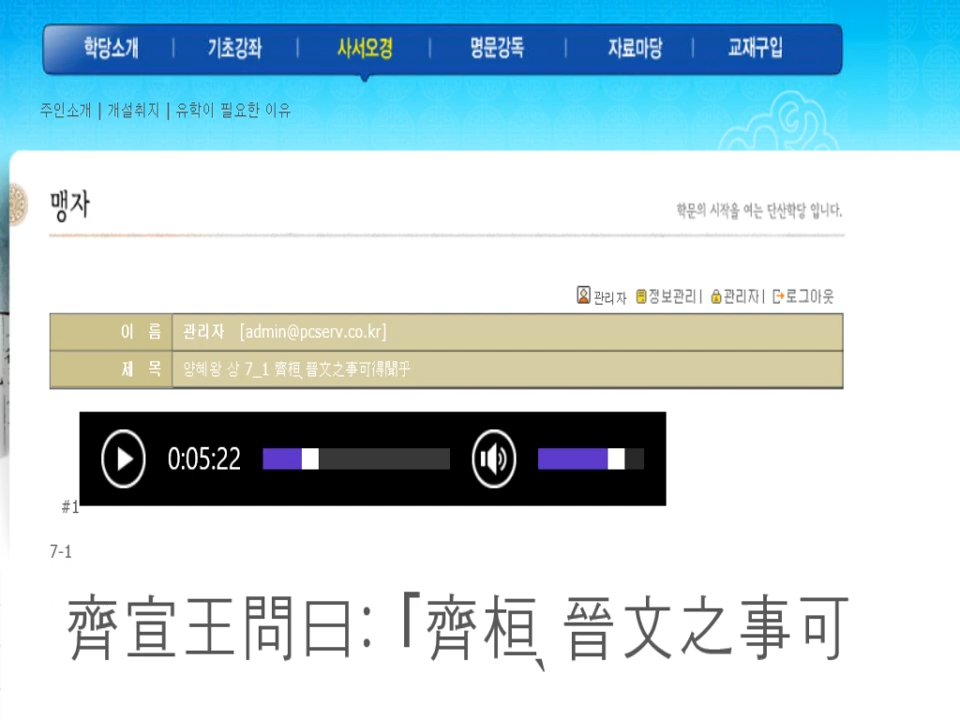 학당소개 | 기초강좌 | 사서오경 | 명문강독 | 자료마당 | 교재구입
주인소개 | 개설취지 | 유학이 필요한 이유
맹자
학문의 시작을 여는 단산학당 입니다.
관리자 정보관리| 관리자| 로그아웃
이 름 관리자 [admin@pcserv.co.kr]
제 목 양혜왕 상 7_1 齊桓、晉文之事可得聞乎
0:05:22
#1
7-1
齊宣王問曰:「齊桓、晉文之事可